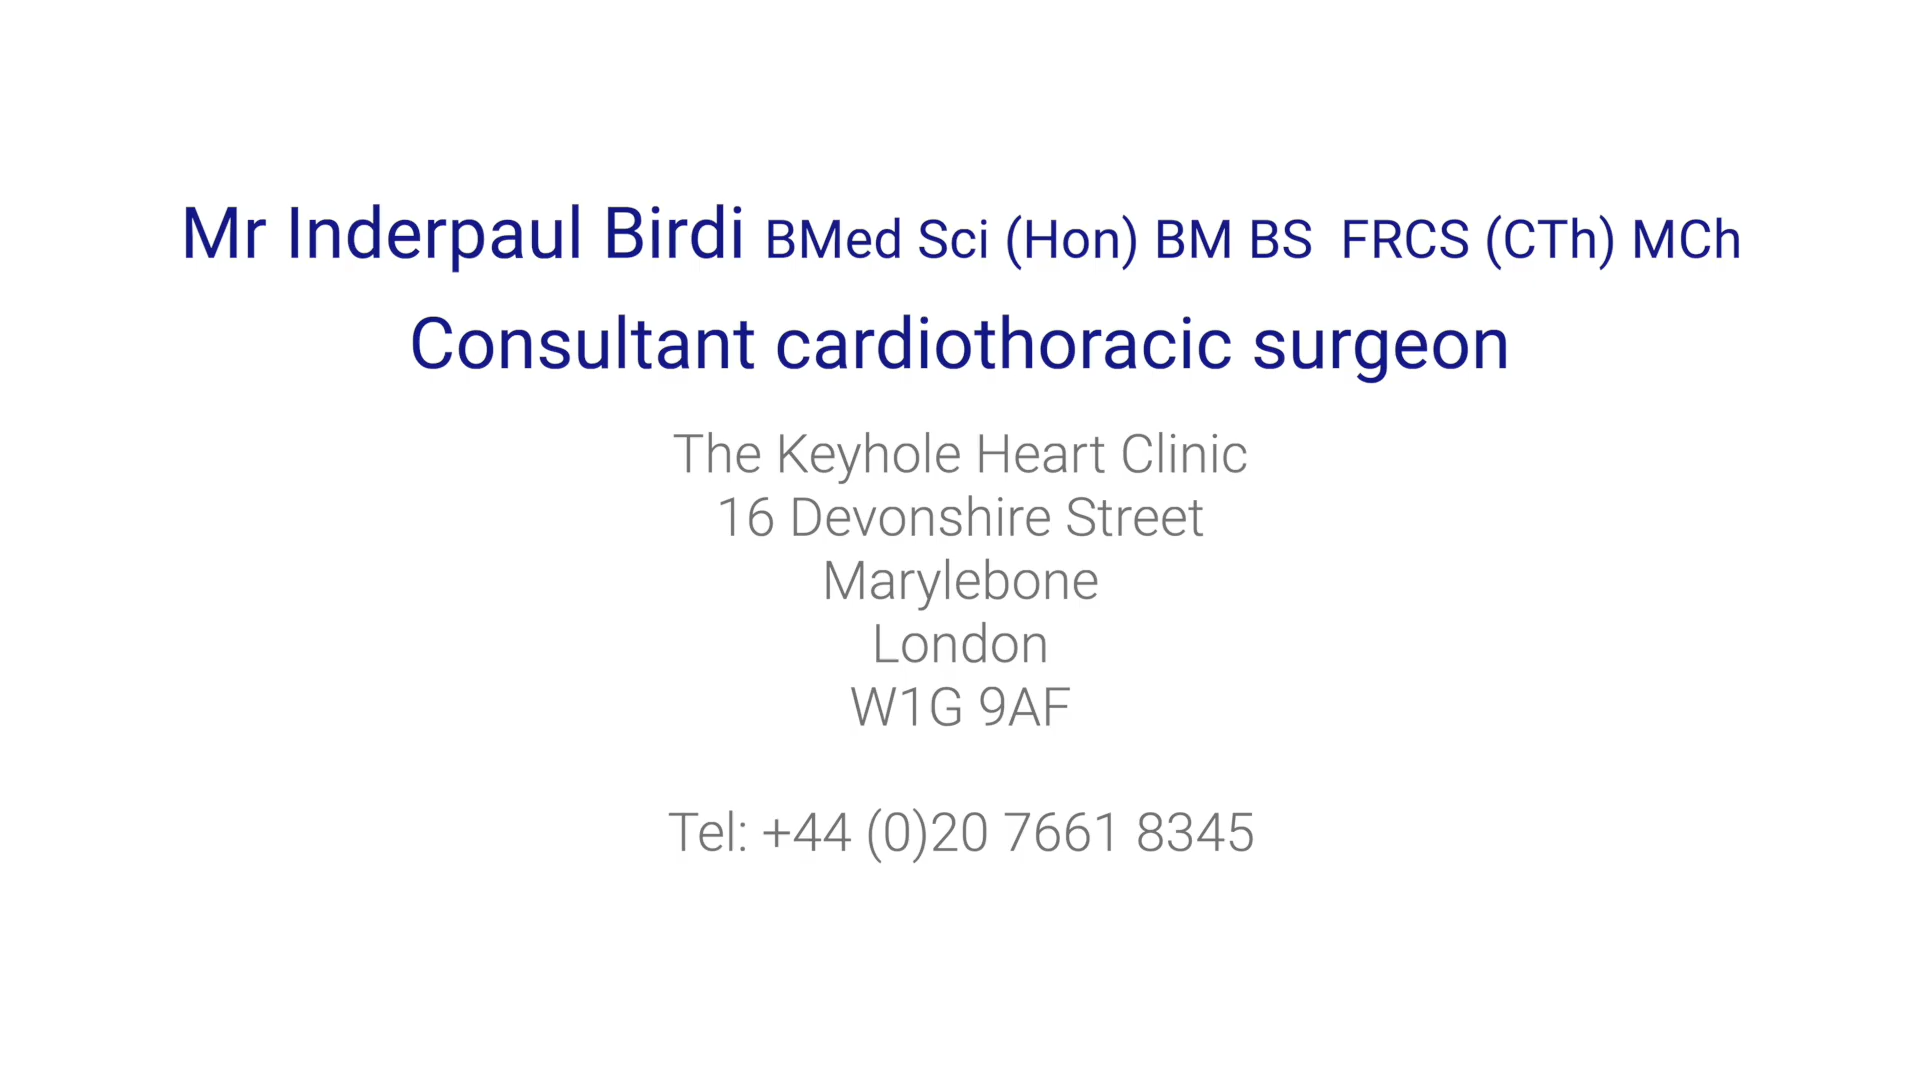 Mr Inderpaul Birdi BMed Sci (Hon) BM BS FRCS (CTh) MCh
Consultant cardiothoracic surgeon
The Keyhole Heart Clinic
16 Devonshire Street
Marylebone
London
W1G 9AF
Tel: +44 (0)20 7661 8345